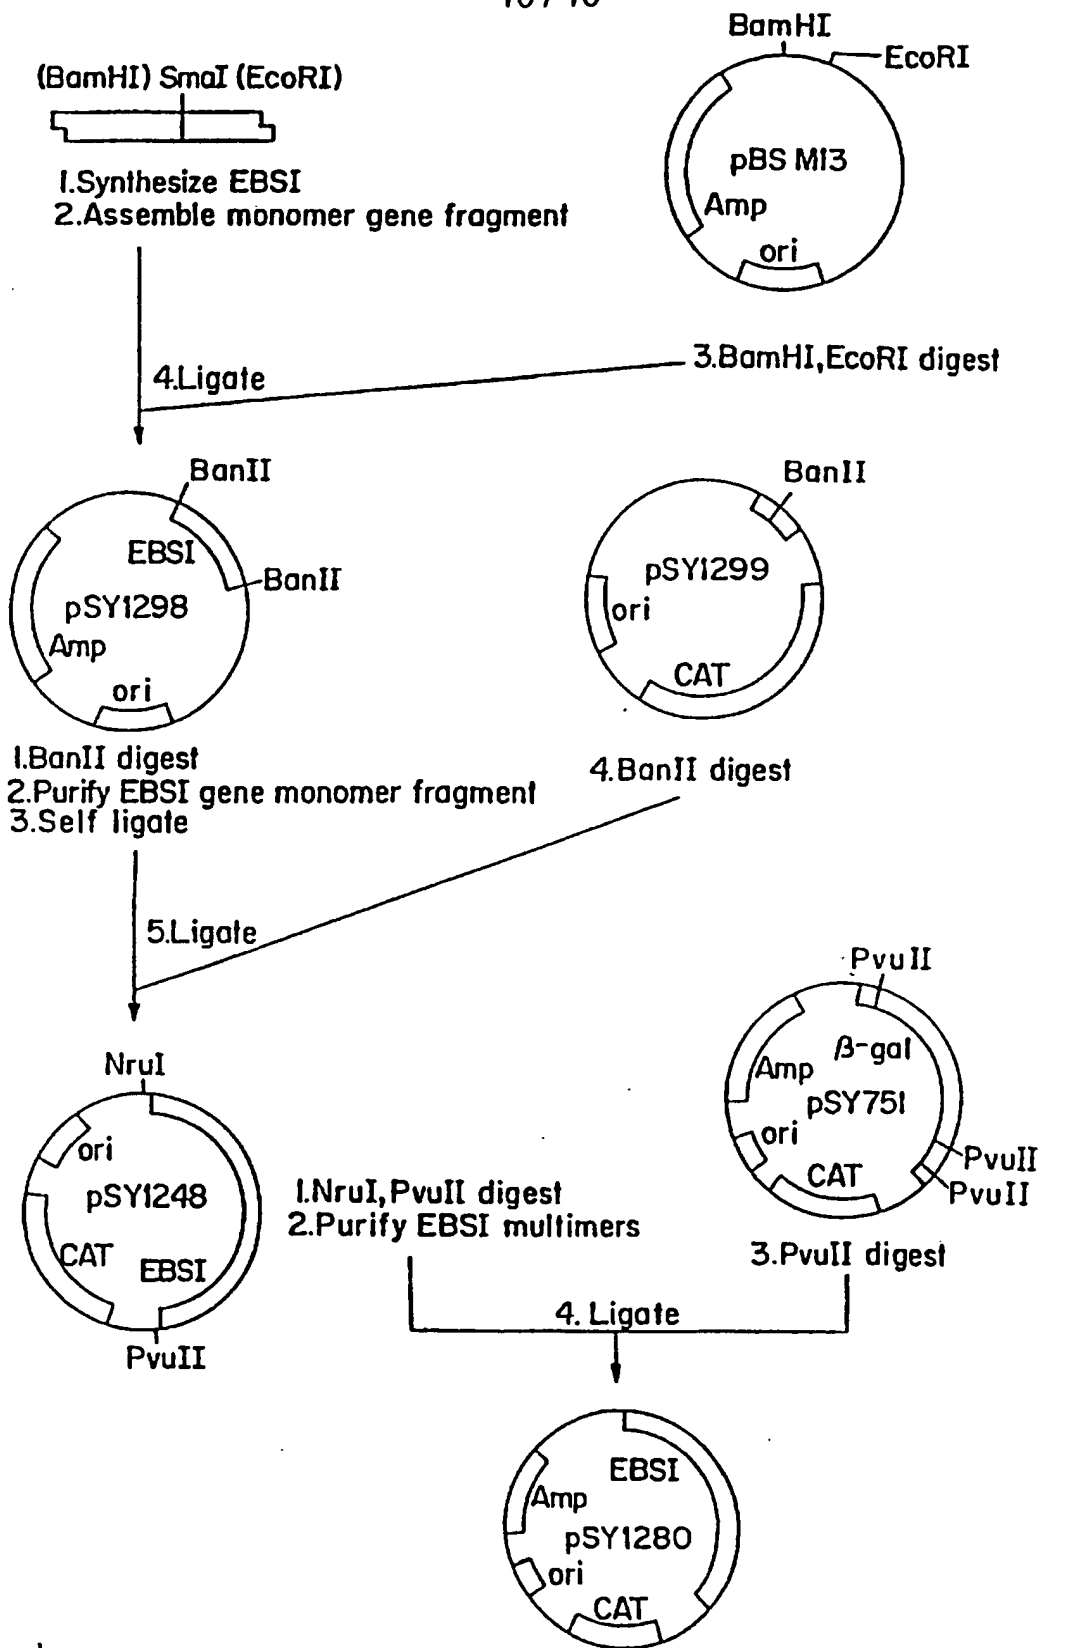 BamHI
EcoRI
(BamHI) SmaI (EcoRI)
pBS M13
Amp
ori
1.Synthesize EBSI
2.Assemble monomer gene fragment
3.BamHI,EcoRI digest
4.Ligate
BanII
EBSI
BanII
pSY1298
Amp
ori
BanII
pSY1299
ori
CAT
1.BanII digest
2.Purify EBSI gene monomer fragment
3.Self ligate
4.BanII digest
5.Ligate
NruI
ori
pSY1248
CAT
EBSI
PvuII
PvuII
β-gal
Amp
pSY751
ori
CAT
PvuII
PvuII
1.NruI,PvuII digest
2.Purify EBSI multimers
3.PvuII digest
4. Ligate
EBSI
Amp
pSY1280
ori
CAT